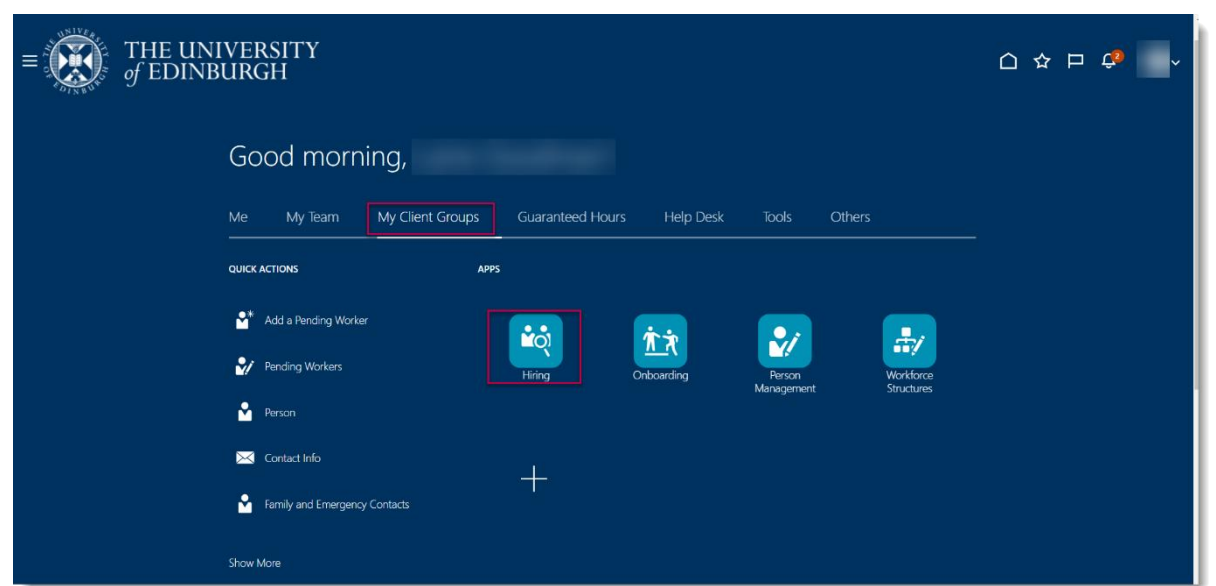 THE UNIVERSITY
of EDINBURGH
2
Good morning,
Me My Team My Client Groups Guaranteed Hours Help Desk Tools Others
QUICK ACTIONS
Add a Pending Worker
Pending Workers
Person
Contact Info
Family and Emergency Contacts
Show More
APPS
Hiring
Onboarding
Person
Management
Workforce
Structures